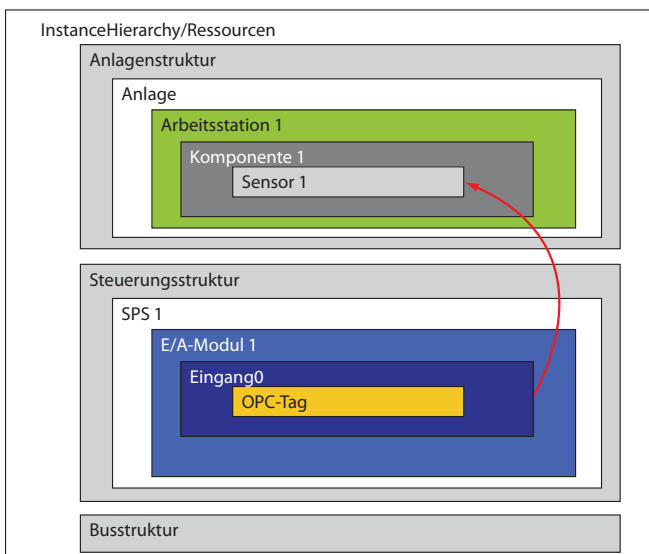 InstanceHierarchy/Ressourcen
Anlagenstruktur
Anlage
Arbeitsstation 1
Komponente 1
Sensor 1
Steuerungsstruktur
SPS 1
E/A-Modul 1
Eingang0
OPC-Tag
Busstruktur